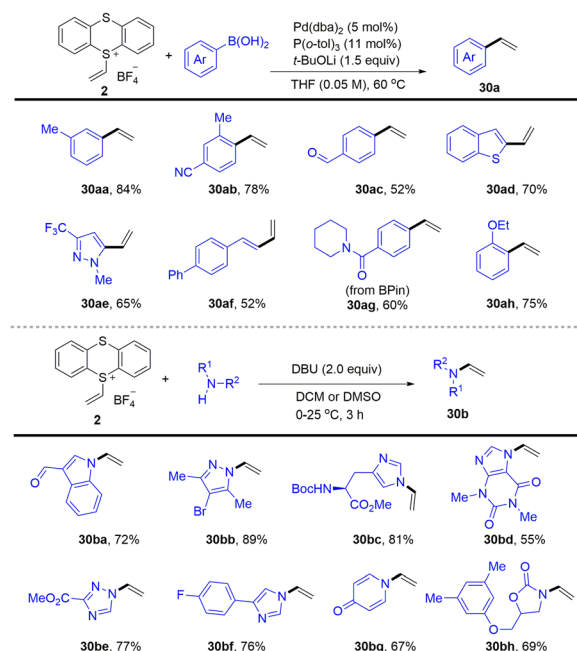 S
S+
BF4−
2
+
Ar
B(OH)2
Pd(dba)2 (5 mol%)
P(o-tol)3 (11 mol%)
t-BuOLi (1.5 equiv)
THF (0.05 M), 60 °C
Ar
30a
Me
30aa, 84%
Me
NC
30ab, 78%
O
30ac, 52%
S
30ad, 70%
F3C
N
N
Me
30ae, 65%
Ph
30af, 52%
N
O
(from BPin)
30ag, 60%
OEt
30ah, 75%
S
S+
BF4−
2
+
R1
N
R2
H
DBU (2.0 equiv)
DCM or DMSO
0-25 °C, 3 h
R2
N
R1
30b
O
N
30ba, 72%
Me
N
N
Br
Me
30bb, 89%
BocHN
CO2Me
N
N
30bc, 81%
N
N
O
Me
N
N
O
Me
30bd, 55%
MeO2C
N
N
N
30be, 77%
F
N
N
30bf, 76%
O
N
30bg, 67%
Me
Me
O
O
O
N
30bh, 69%